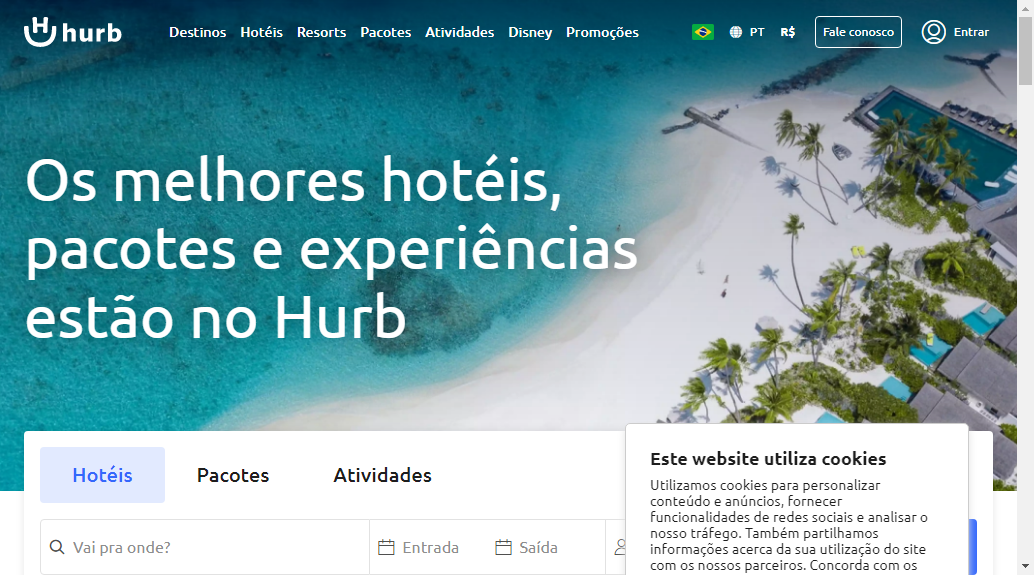 hurb
Destinos Hotéis Resorts Pacotes Atividades Disney Promoções
PT R$ Fale conosco Entrar
Os melhores hotéis,
pacotes e experiências
estão no Hurb
Hotéis Pacotes Atividades
Vai pra onde? Entrada Saída
Este website utiliza cookies
Utilizamos cookies para personalizar
conteúdo e anúncios, fornecer
funcionalidades de redes sociais e analisar o
nosso tráfego. Também partilhamos
informações acerca da sua utilização do site
com os nossos parceiros. Concorda com os